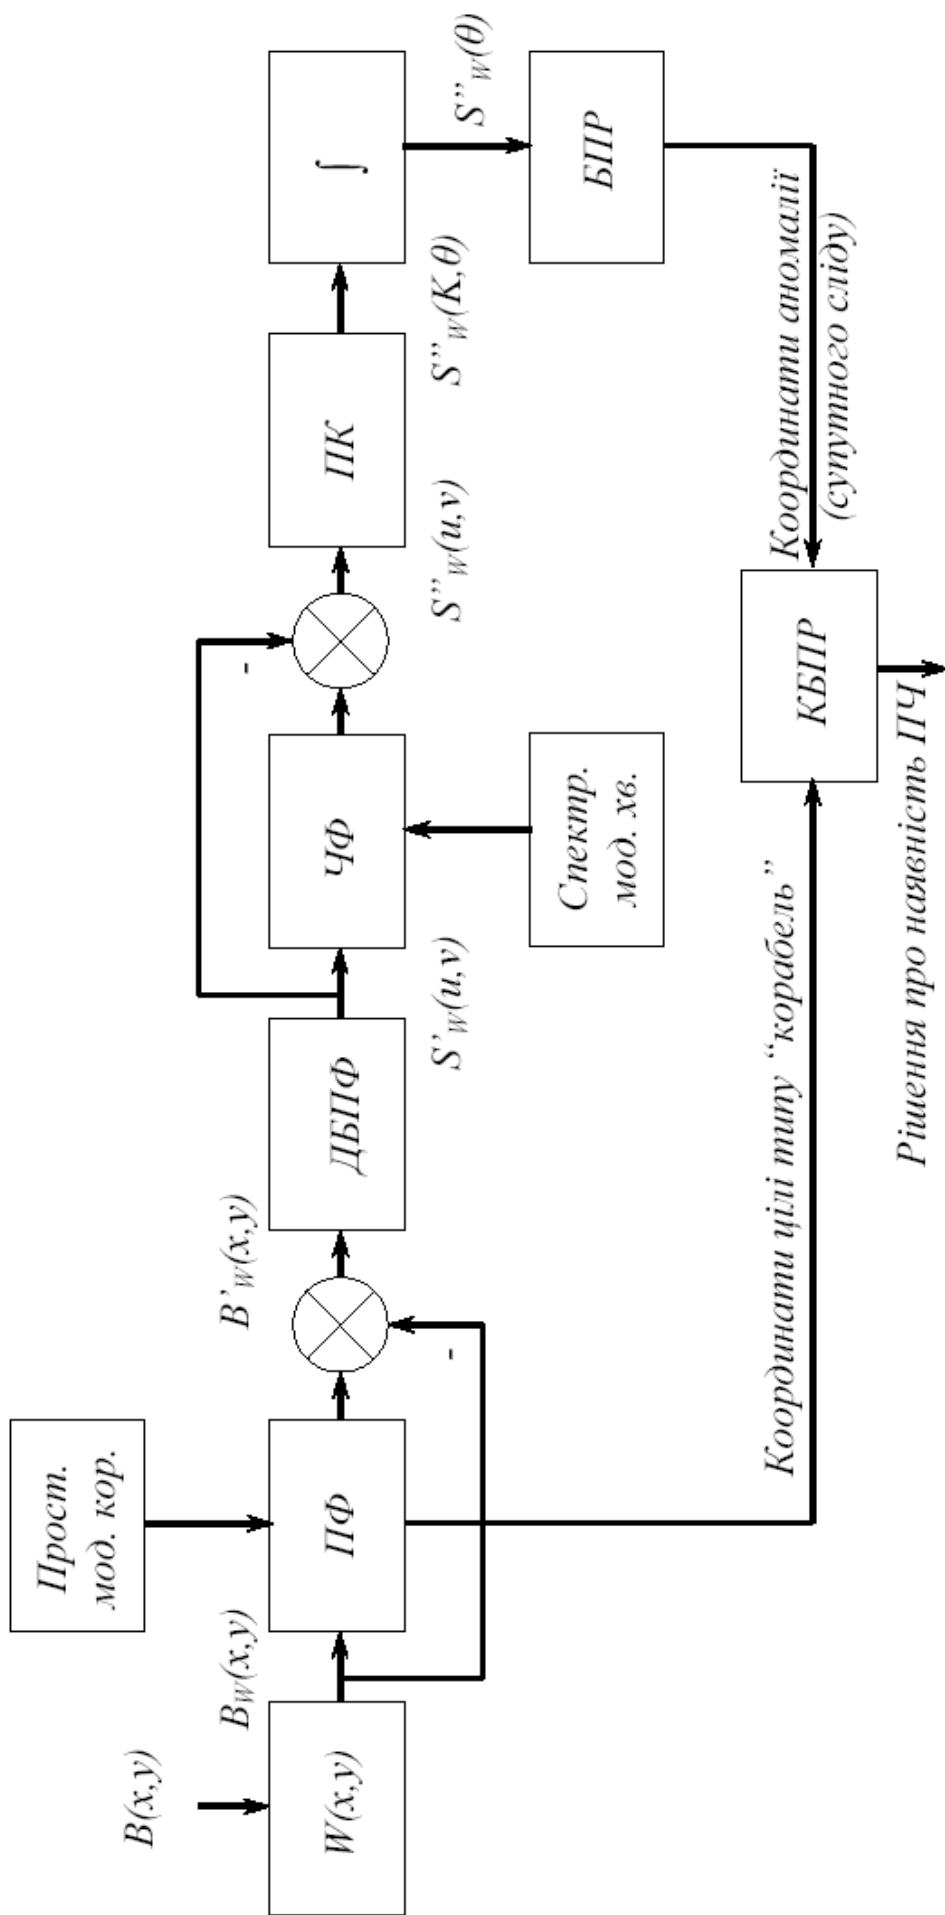 B(x,y)
W(x,y)
B_W(x,y)
Прост.
мод. кор.
ПФ
-
B’_W(x,y)
ДБПФ
S’_W(u,v)
ЧФ
Спектр.
мод. хв.
-
S”_W(u,v)
ПК
S”_W(K,θ)
∫
S”_W(θ)
БПР
Координати цілі типу “корабель”
КБПР
Координати аномалії
(супутного сліду)
Рішення про наявність ПЧ